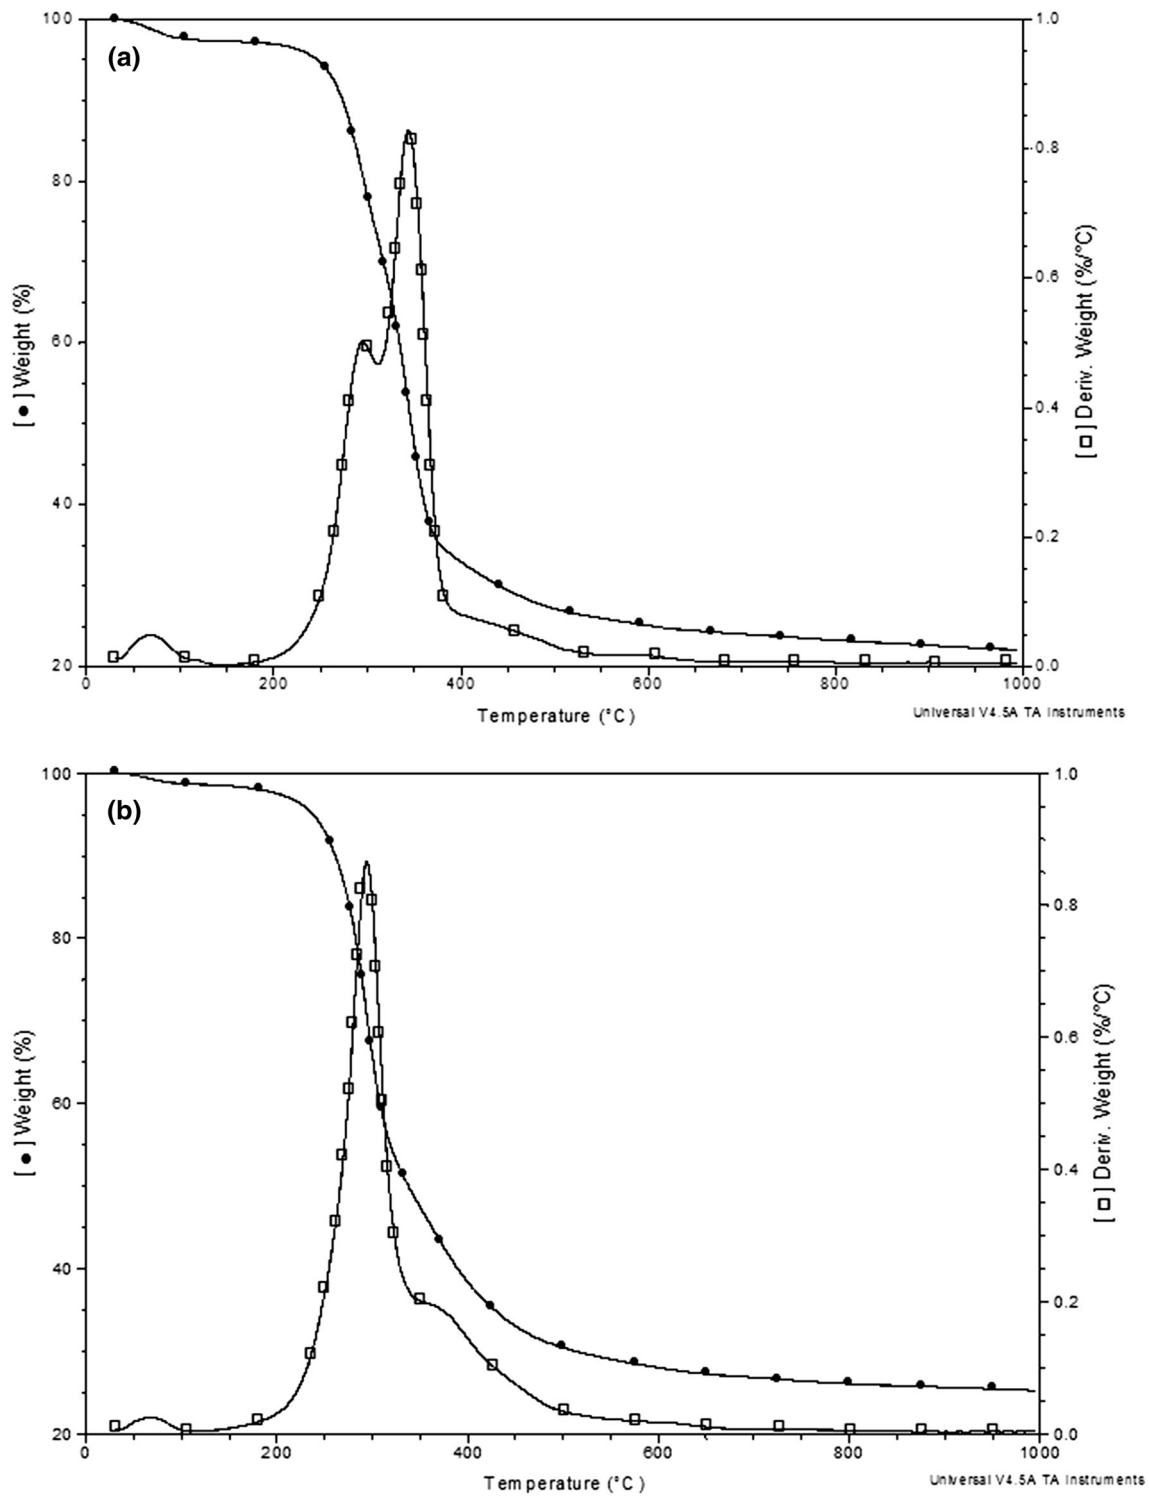 (a)
100
80
60
40
20
[ ● ] Weight (%)
1.0
0.8
0.6
0.4
0.2
0.0
[ □ ] Deriv. Weight (%/°C)
0 200 400 600 800 1000
Temperature (°C)
Universal V4.5A TA Instruments
(b)
100
80
60
40
20
[ ● ] Weight (%)
1.0
0.8
0.6
0.4
0.2
0.0
[ □ ] Deriv. Weight (%/°C)
0 200 400 600 800 1000
Temperature (°C)
Universal V4.5A TA Instruments